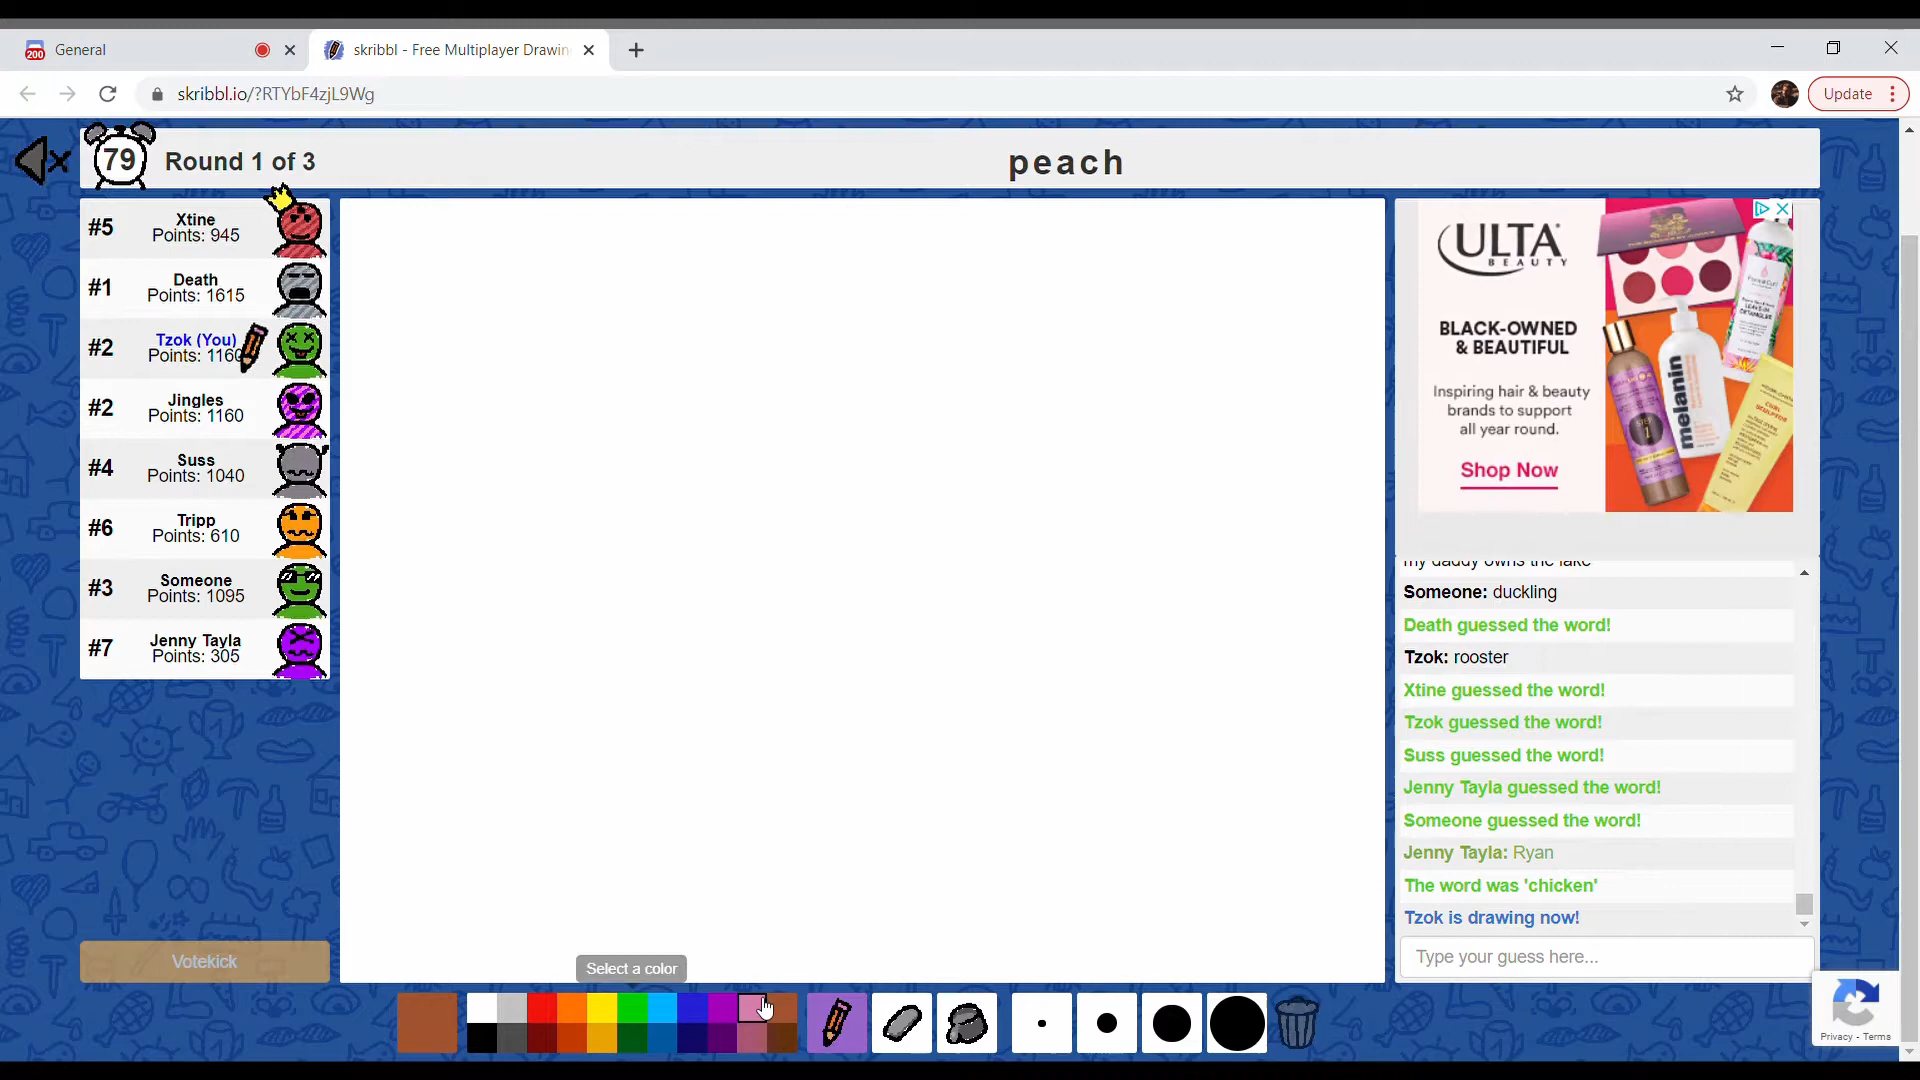 200
General
skribbl - Free Multiplayer Drawin
skribbl.io/?RTYbF4zjL9Wg
Update
79
Round 1 of 3
peach
#5
Xtine
Points: 945
#1
Death
Points: 1615
#2
Tzok (You)
Points: 1160
#2
Jingles
Points: 1160
#4
Suss
Points: 1040
#6
Tripp
Points: 610
#3
Someone
Points: 1095
#7
Jenny Tayla
Points: 305
Votekick
Select a color
ULTA
BEAUTY
BLACK-OWNED
& BEAUTIFUL
Inspiring hair & beauty
brands to support
all year round.
Shop Now
melanin
my daddy owns the lake
Someone: duckling
Death guessed the word!
Tzok: rooster
Xtine guessed the word!
Tzok guessed the word!
Suss guessed the word!
Jenny Tayla guessed the word!
Someone guessed the word!
Jenny Tayla: Ryan
The word was 'chicken'
Tzok is drawing now!
Type your guess here...
Privacy - Terms